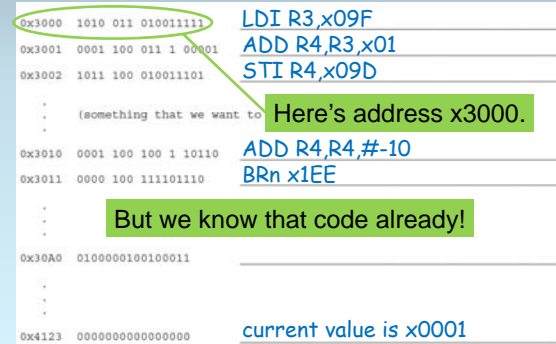 0x3000 1010 011 010011111 LDI R3,x09F
0x3001 0001 100 011 1 00001 ADD R4,R3,x01
0x3002 1011 100 010011101 STI R4,x09D
.
. (something that we want to Here's address x3000.
.
0x3010 0001 100 100 1 10110 ADD R4,R4,#-10
0x3011 0000 100 111101110 BRn x1EE
.
. But we know that code already!
.
0x30A0 0100000100100011
.
.
.
0x4123 0000000000000000 current value is x0001